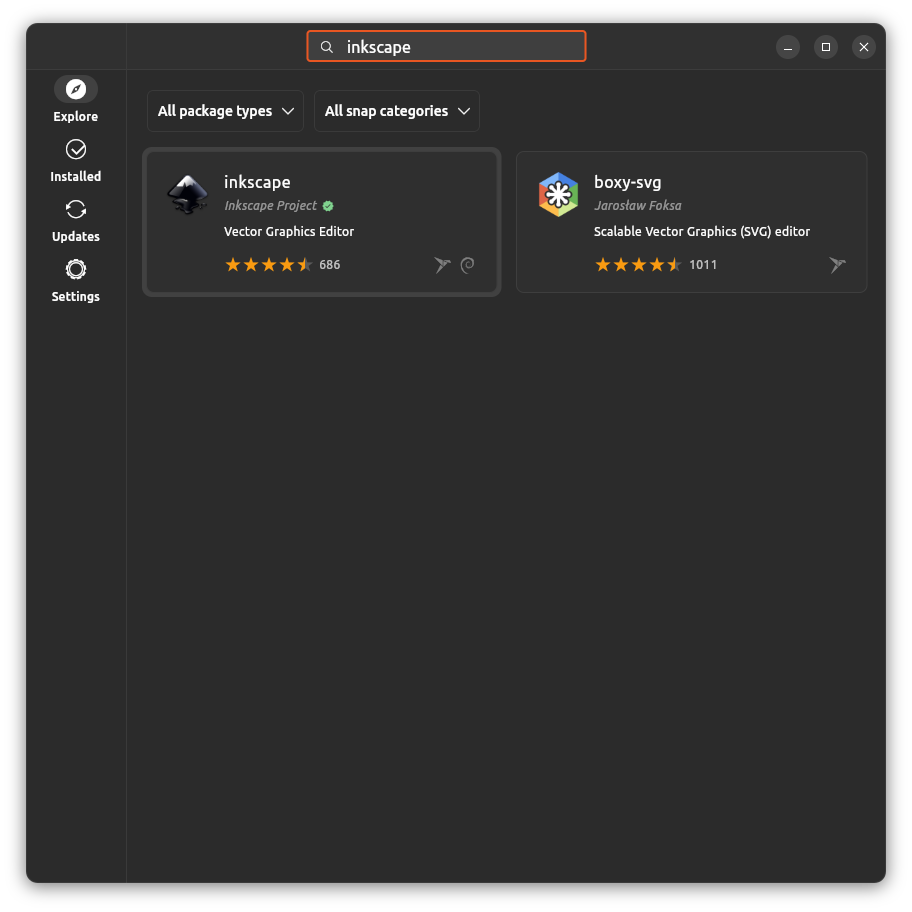 inkscape
Explore
Installed
Updates
Settings
All package types
All snap categories
inkscape
Inkscape Project
Vector Graphics Editor
686
boxy-svg
Jarosław Foksa
Scalable Vector Graphics (SVG) editor
1011